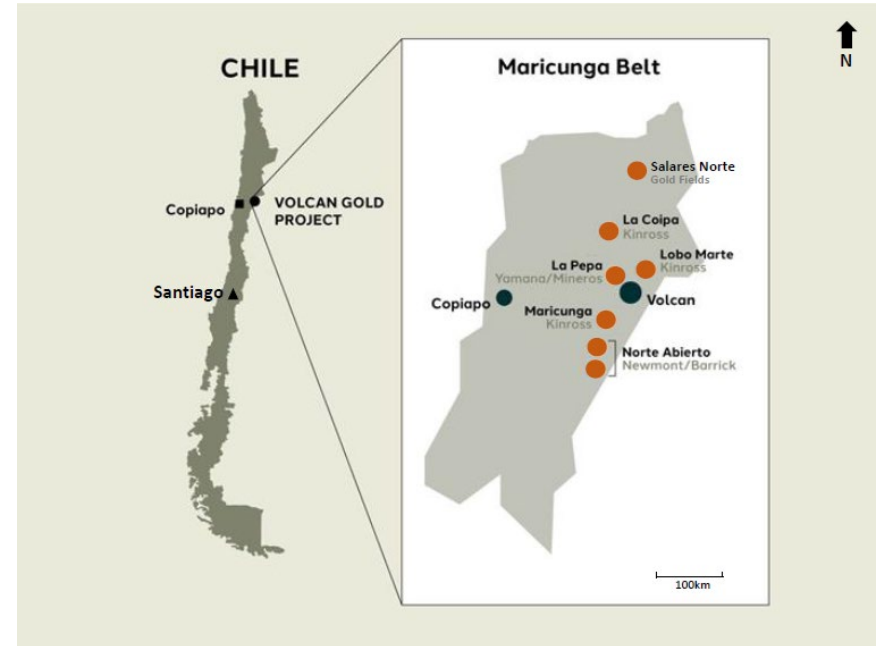 CHILE
Copiapo
VOLCAN GOLD
PROJECT
Santiago
Maricunga Belt
N
Salares Norte
Gold Fields
La Coipa
Kinross
Lobo Marte
Kinross
La Pepa
Yamana/Mineros
Copiapo
Volcan
Maricunga
Kinross
Norte Abierto
Newmont/Barrick
100km